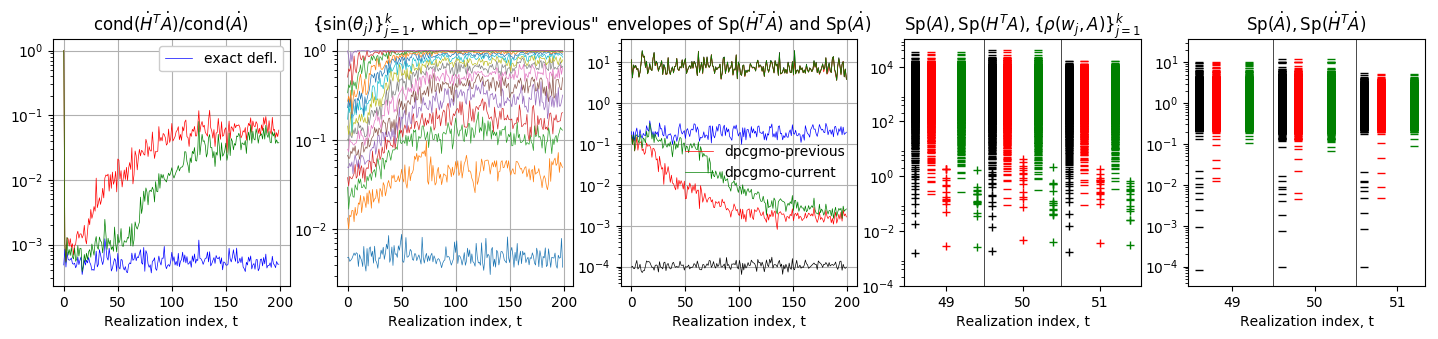 cond(Ḣ^T Ȧ)/cond(Ȧ)
10^0
10^-1
10^-2
10^-3
exact defl.
0 50 100 150 200
Realization index, t
{sin(θ_j)}_{j=1}^k, which_op="previous"
10^0
10^-1
10^-2
0 50 100 150 200
Realization index, t
envelopes of Sp(Ḣ^T Ȧ) and Sp(Ȧ)
10^1
10^0
10^-1
10^-2
10^-3
10^-4
dpcgmo-previous
dpcgmo-current
0 50 100 150 200
Realization index, t
Sp(A), Sp(H^T A), {ρ(w_j, A)}_{j=1}^k
10^4
10^2
10^0
10^-2
10^-4
49 50 51
Realization index, t
Sp(Ȧ), Sp(Ḣ^T Ȧ)
10^1
10^0
10^-1
10^-2
10^-3
10^-4
49 50 51
Realization index, t